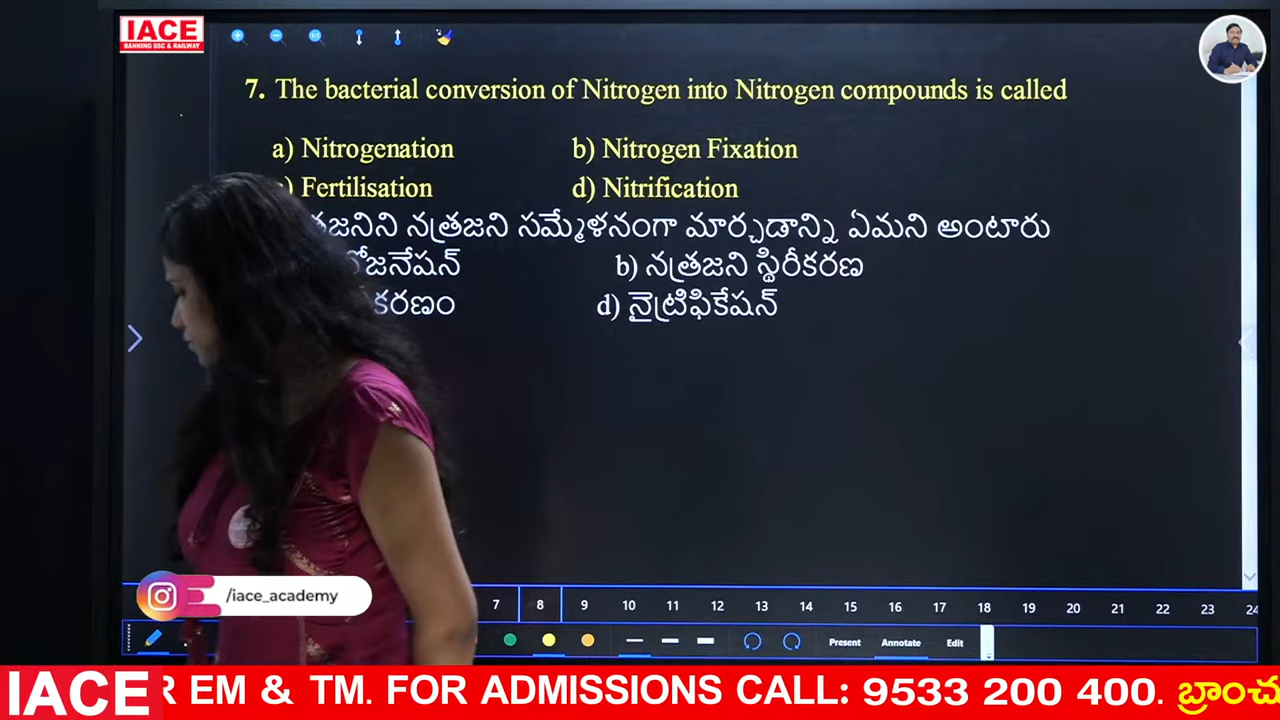 IACE
BANKING SSC & RAILWAY
7. The bacterial conversion of Nitrogen into Nitrogen compounds is called
a) Nitrogenation b) Nitrogen Fixation
) Fertilisation d) Nitrification
నత్రజని సమ్మేళనంగా మార్చడాన్ని ఏమని అంటారు
b) నత్రజని స్థిరీకరణ
d) నైట్రిఫికేషన్
/iace_academy
7 8 9 10 11 12 13 14 15 16 17 18 19 20 21 22 23 24
Present Annotate Edit
IACE R EM & TM. FOR ADMISSIONS CALL: 9533 200 400.